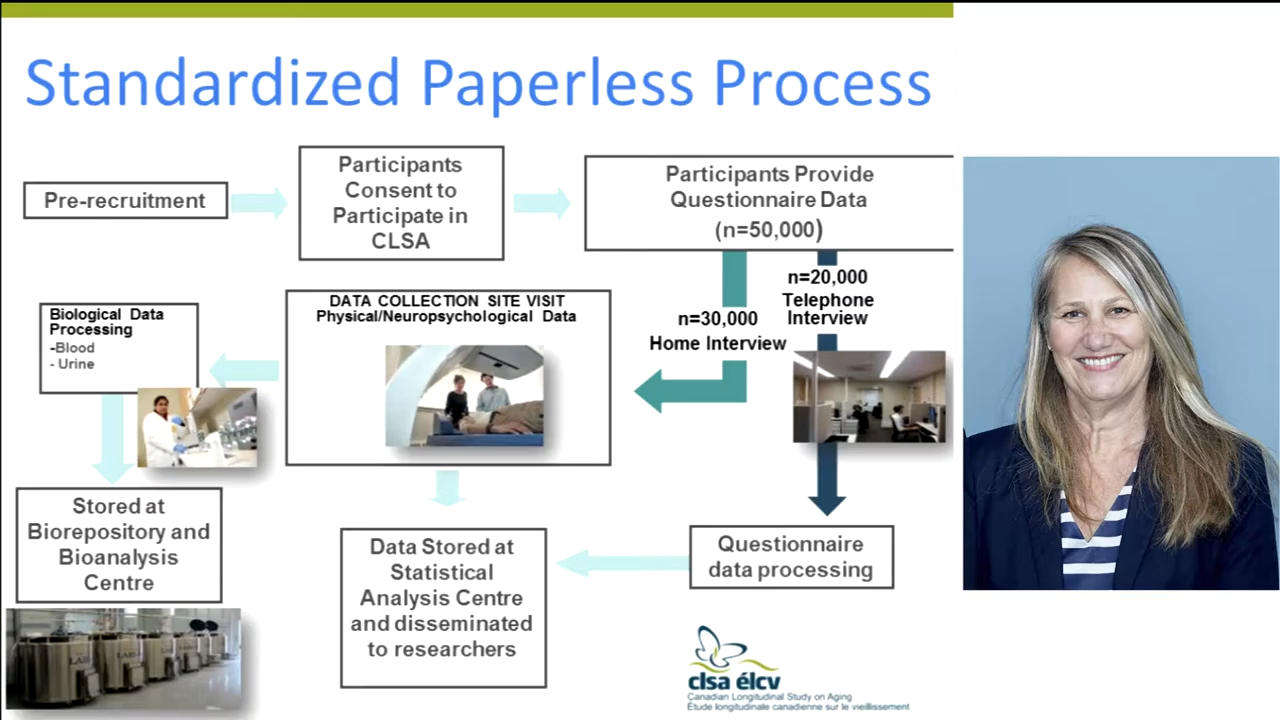 Standardized Paperless Process
Pre-recruitment
Participants
Consent to
Participate in
CLSA
Participants Provide
Questionnaire Data
(n=50,000)
n=20,000
Telephone
Interview
n=30,000
Home Interview
DATA COLLECTION SITE VISIT
Physical/Neuropsychological Data
Biological Data
Processing
-Blood
- Urine
Stored at
Biorepository and
Bioanalysis
Centre
Data Stored at
Statistical
Analysis Centre
and disseminated
to researchers
Questionnaire
data processing
clsa élcv
Canadian Longitudinal Study on Aging
Étude longitudinale canadienne sur le vieillissement